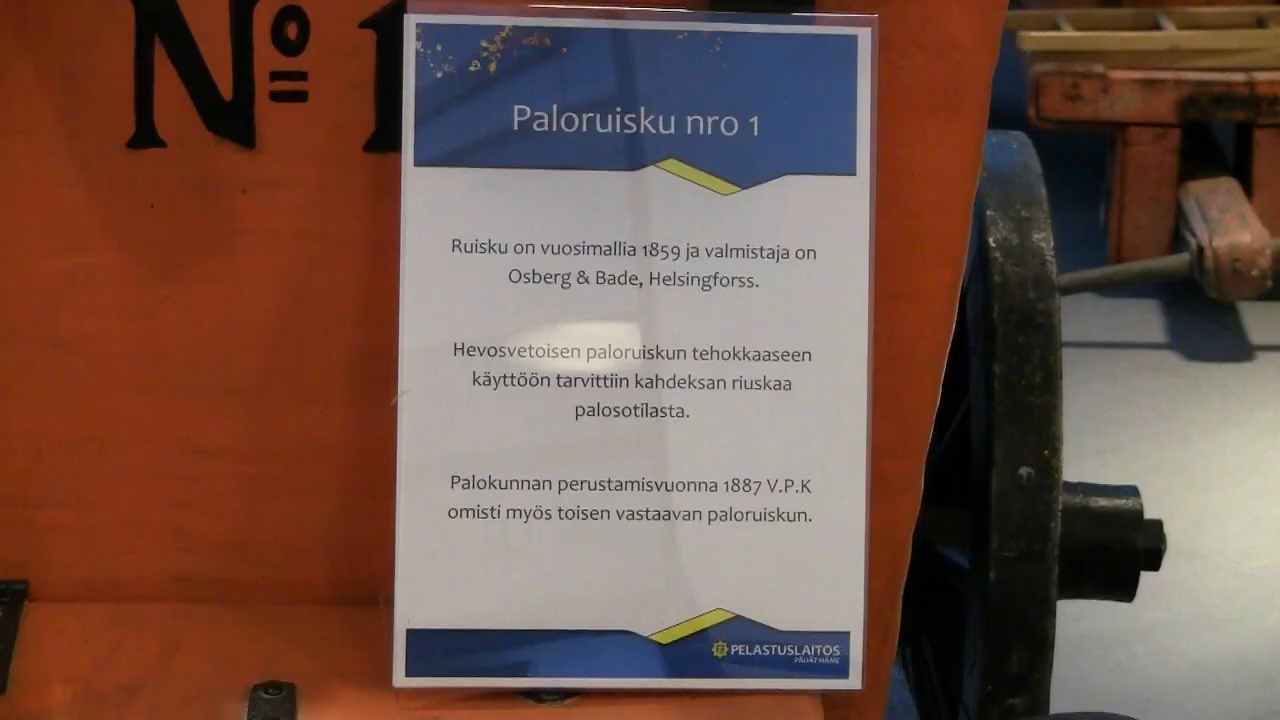 Nº 1
Paloruisku nro 1
Ruisku on vuosimallia 1859 ja valmistaja on
Osberg & Bade, Helsingforss.
Hevosvetoisen paloruiskun tehokkaaseen
käyttöön tarvittiin kahdeksan riuskaa
palosotilasta.
Palokunnan perustamisvuonna 1887 V.P.K
omisti myös toisen vastaavan paloruiskun.
PELASTUSLAITOS
PÄIJÄT-HÄME